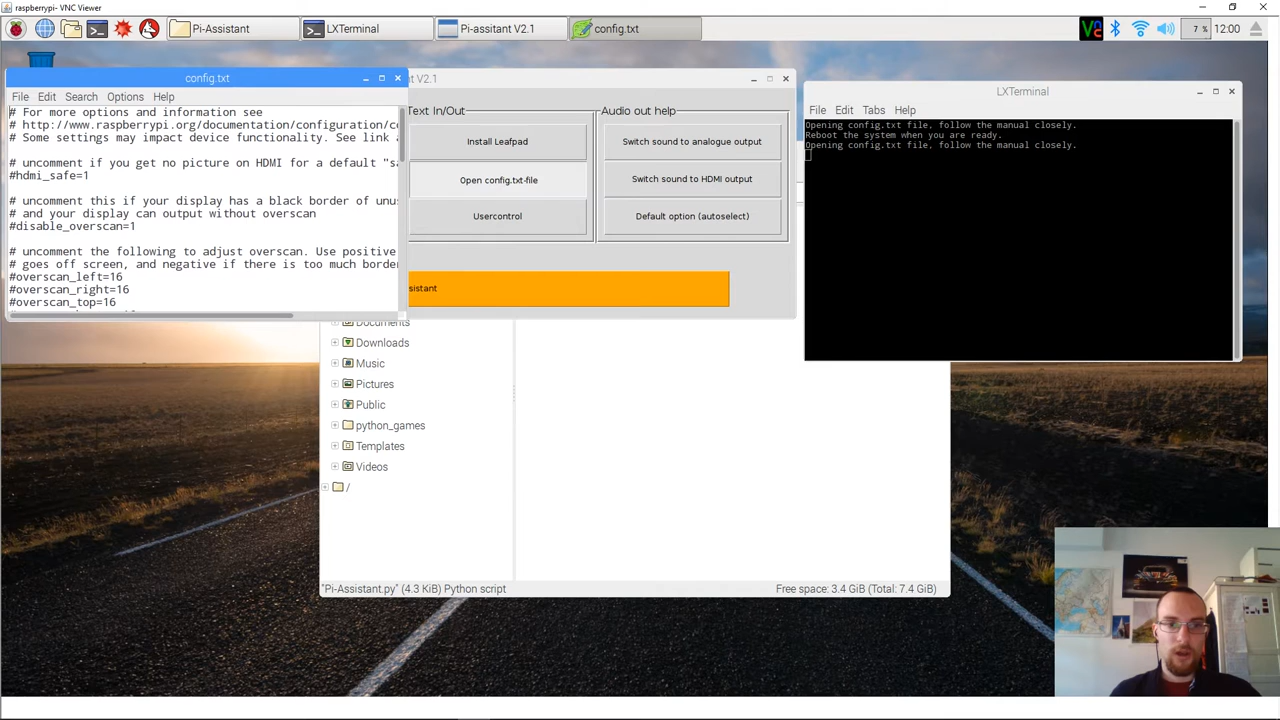 raspberrypi- VNC Viewer
Pi-Assistant
LXTerminal
Pi-assitant V2.1
config.txt
7 %
12:00
config.txt
File Edit Search Options Help
# For more options and information see
# http://www.raspberrypi.org/documentation/configuration/co
# Some settings may impact device functionality. See link
# uncomment if you get no picture on HDMI for a default "sa
#hdmi_safe=1
# uncomment this if your display has a black border of unus
# and your display can output without overscan
#disable_overscan=1
# uncomment the following to adjust overscan. Use positive
# goes off screen, and negative if there is too much border
#overscan_left=16
#overscan_right=16
#overscan_top=16
V2.1
Text In/Out
Install Leafpad
Open config.txt-file
Usercontrol
Audio out help
Switch sound to analogue output
Switch sound to HDMI output
Default option (autoselect)
sistant
LXTerminal
File Edit Tabs Help
Opening config.txt file, follow the manual closely.
Reboot the system when you are ready.
Opening config.txt file, follow the manual closely.
Documents
Downloads
Music
Pictures
Public
python_games
Templates
Videos
/
"Pi-Assistant.py" (4.3 KiB) Python script
Free space: 3.4 GiB (Total: 7.4 GiB)